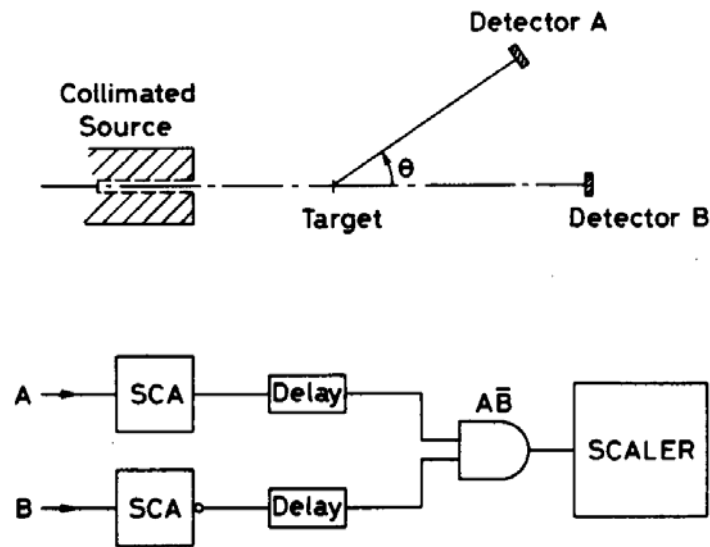 Detector A
Collimated
Source
θ
Target
Detector B
AB̅
A
SCA
Delay
SCALER
B
SCA
Delay